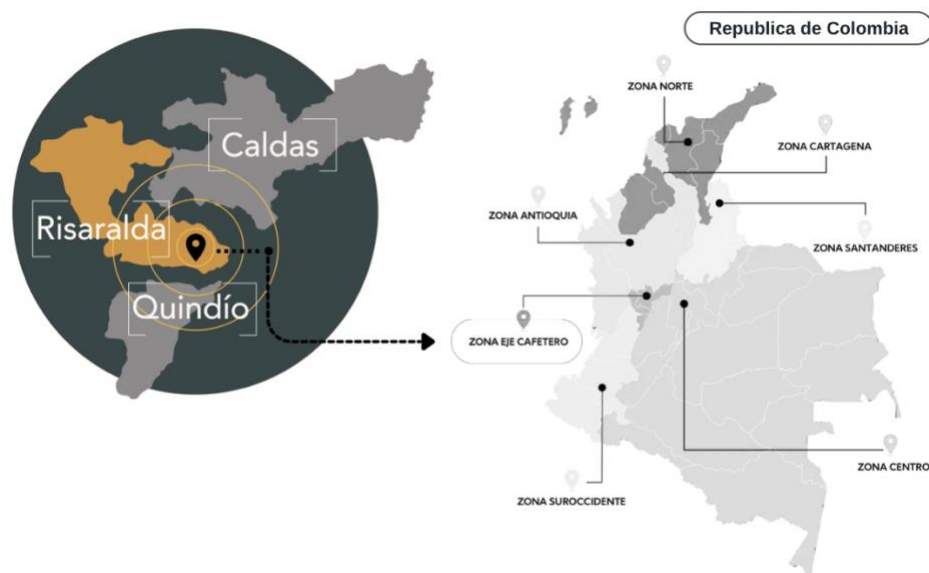 Republica de Colombia
Caldas
Risaralda
Quindío
ZONA NORTE
ZONA CARTAGENA
ZONA ANTIOQUIA
ZONA SANTANDERES
ZONA EJE CAFETERO
ZONA CENTRO
ZONA SUROCCIDENTE